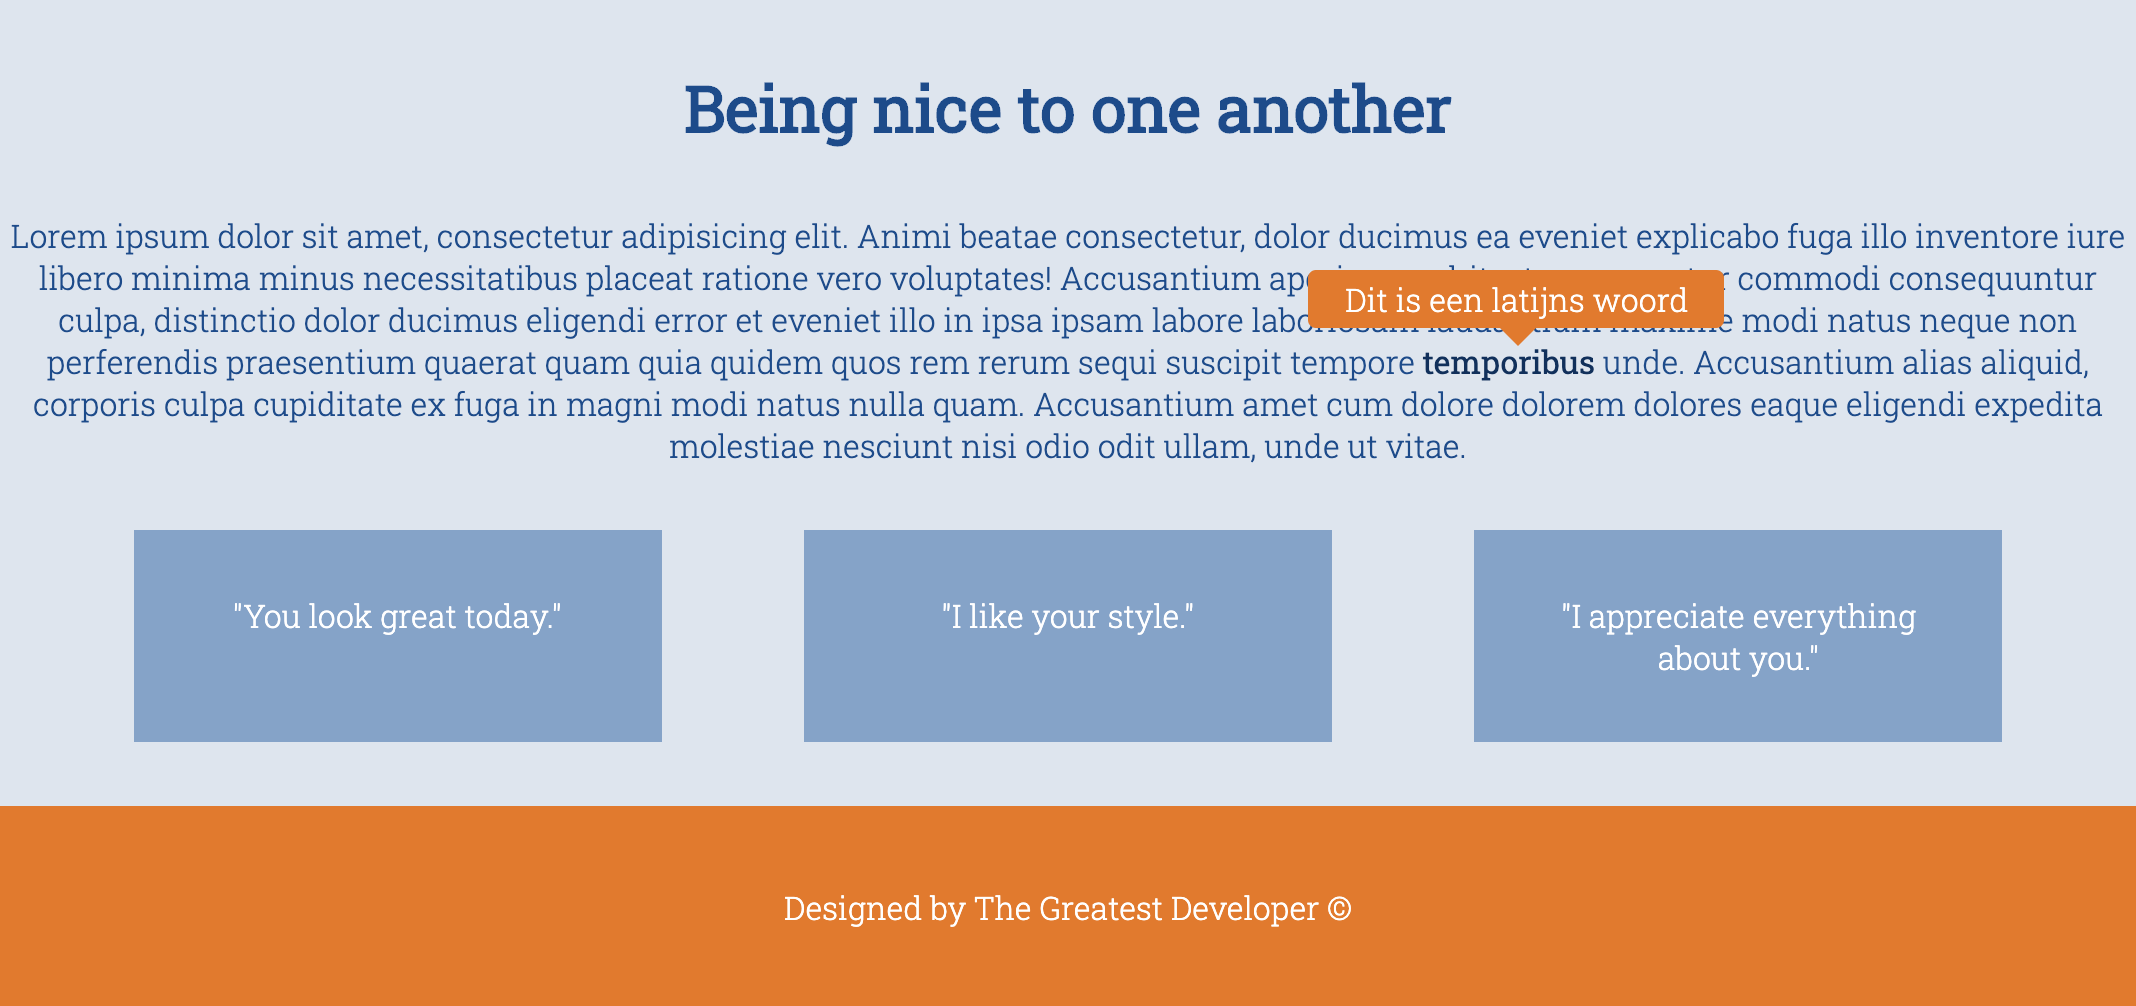 Being nice to one another
Lorem ipsum dolor sit amet, consectetur adipisicing elit. Animi beatae consectetur, dolor ducimus ea eveniet explicabo fuga illo inventore iure
libero minima minus necessitatibus placeat ratione vero voluptates! Accusantium commodi consequuntur
Dit is een latijns woord
culpa, distinctio dolor ducimus eligendi error et eveniet illo in ipsa ipsam labore modi natus neque non
perferendis praesentium quaerat quam quia quidem quos rem rerum sequi suscipit tempore temporibus unde. Accusantium alias aliquid,
corporis culpa cupiditate ex fuga in magni modi natus nulla quam. Accusantium amet cum dolore dolorem dolores eaque eligendi expedita
molestiae nesciunt nisi odio odit ullam, unde ut vitae.
"You look great today."
"I like your style."
"I appreciate everything
about you."
Designed by The Greatest Developer ©